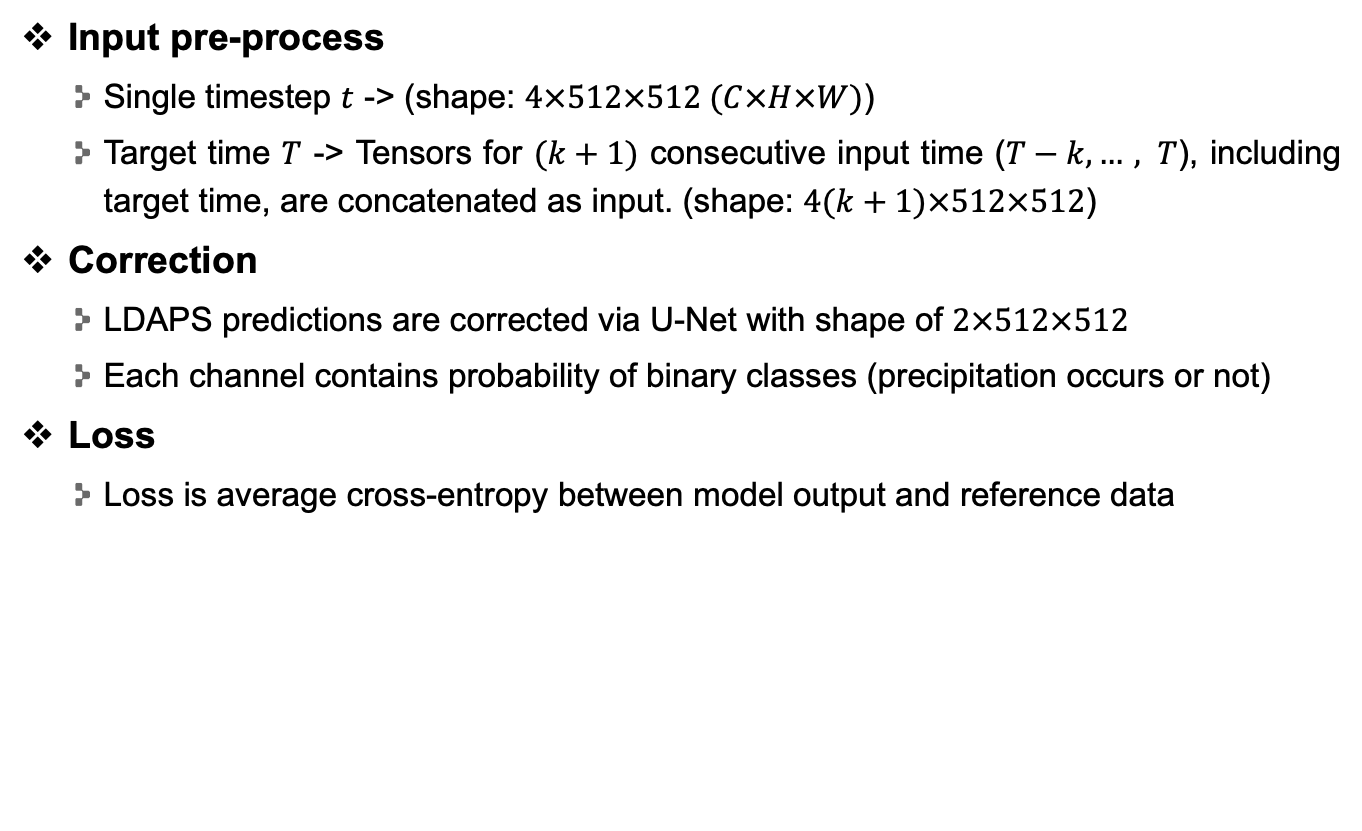 ❖ Input pre-process
Single timestep 𝑡 -> (shape: 4×512×512 (𝐶×𝐻×𝑊))
Target time 𝑇 -> Tensors for (𝑘 + 1) consecutive input time (𝑇 − 𝑘, … , 𝑇), including
target time, are concatenated as input. (shape: 4(𝑘 + 1)×512×512)
❖ Correction
LDAPS predictions are corrected via U-Net with shape of 2×512×512
Each channel contains probability of binary classes (precipitation occurs or not)
❖ Loss
Loss is average cross-entropy between model output and reference data